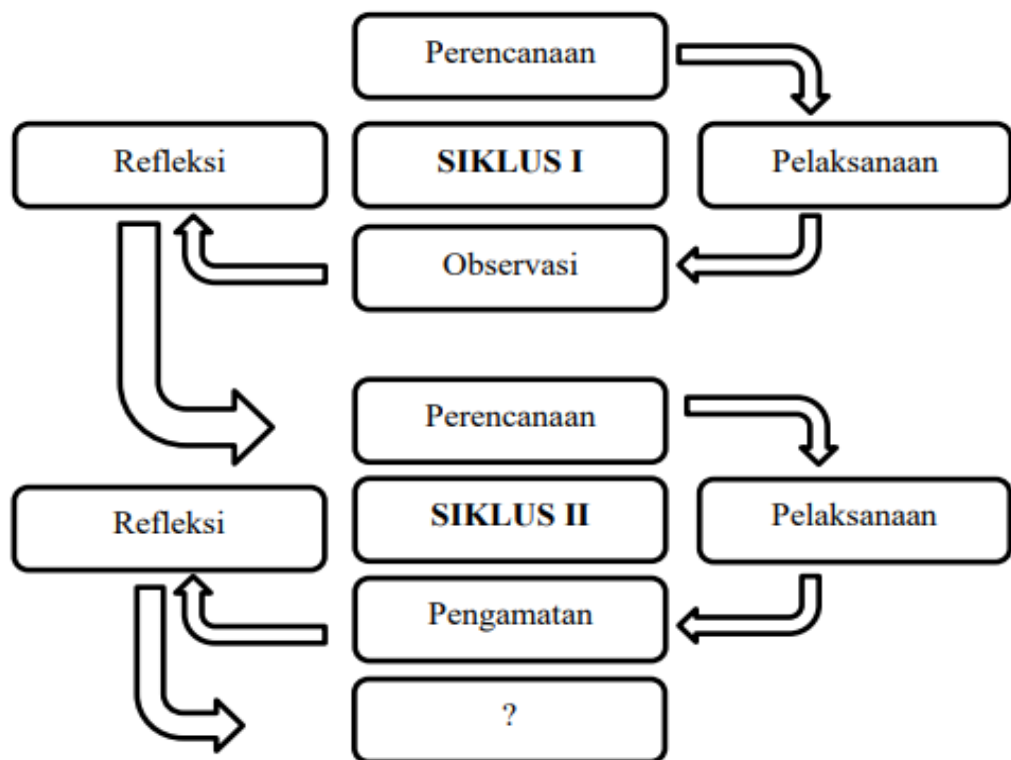 Perencanaan
Refleksi
SIKLUS I
Pelaksanaan
Observasi
Perencanaan
Refleksi
SIKLUS II
Pelaksanaan
Pengamatan
?